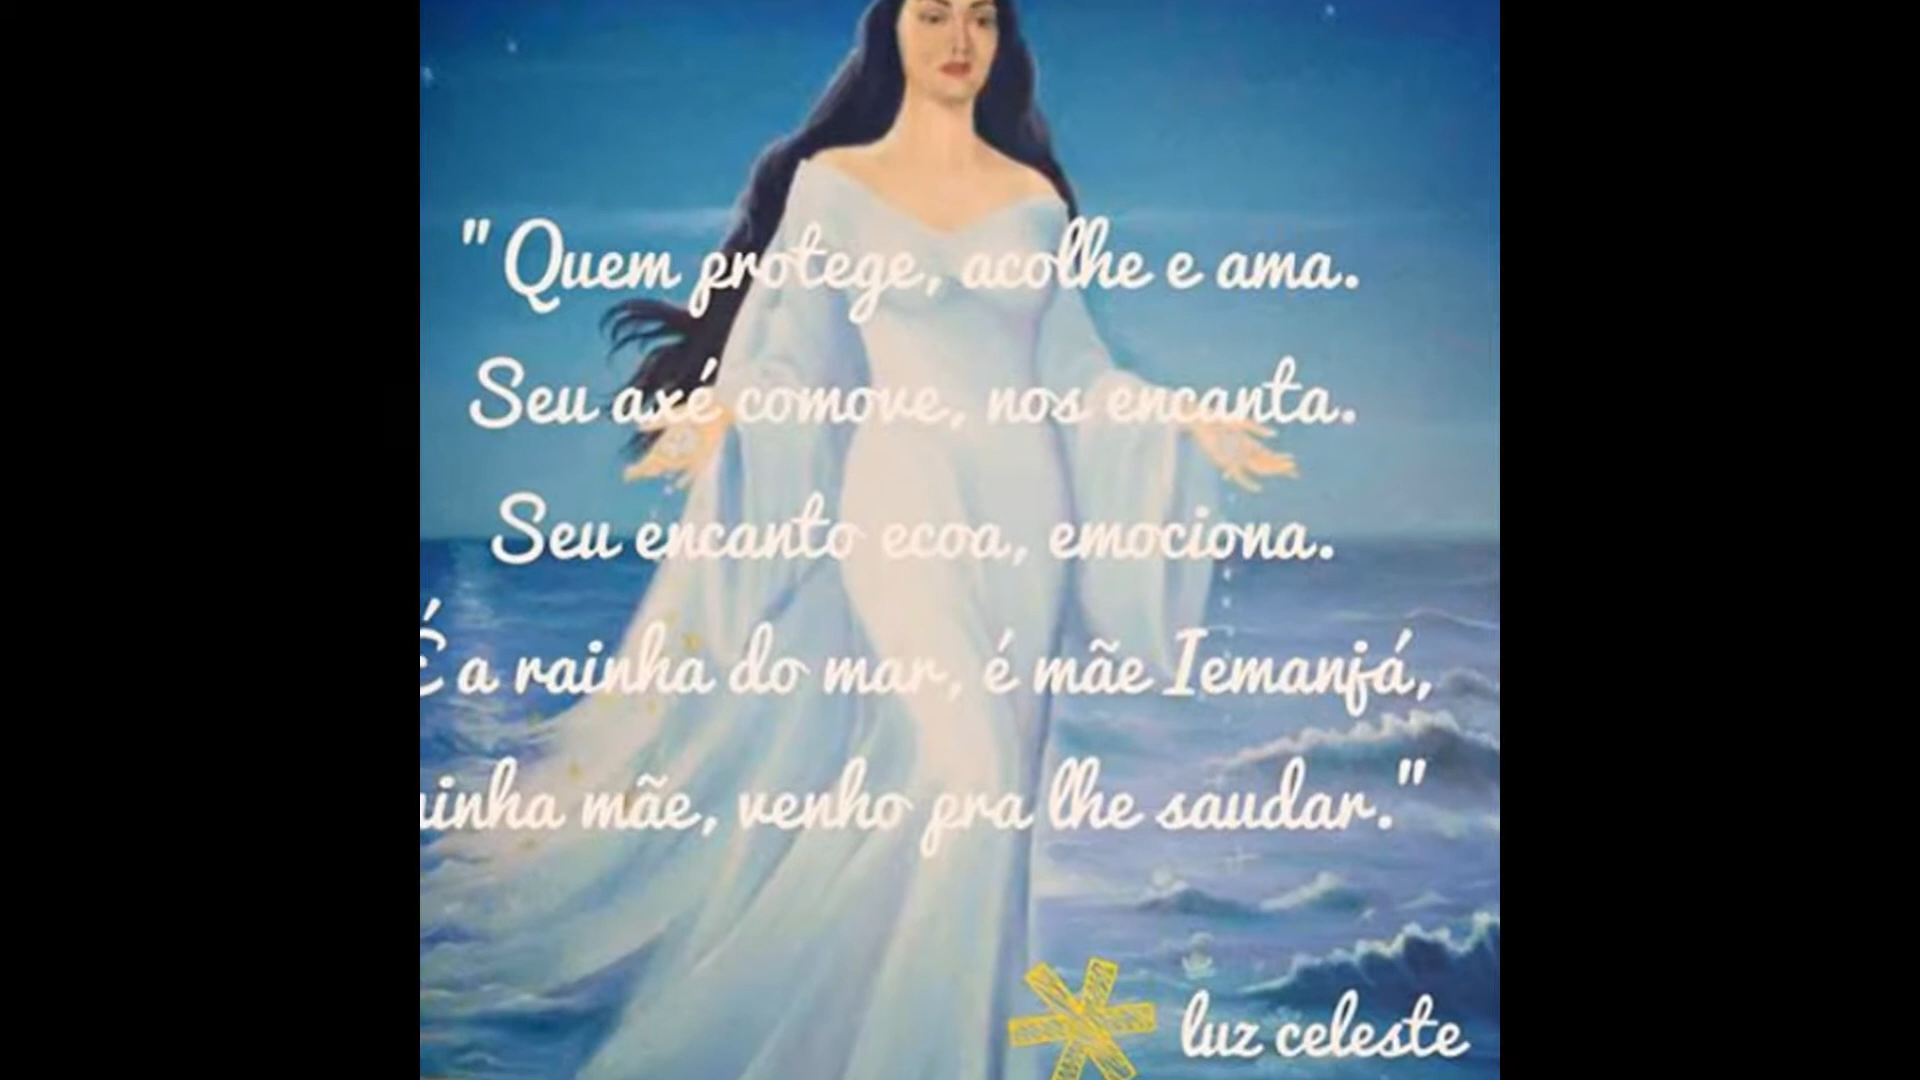 "Quem protege, acolhe e ama.
Seu axé comove, nos encanta.
Seu encanto ecoa, emociona.
É a rainha do mar, é mãe Iemanjá,
mãe, venho pra lhe saudar."
luz celeste